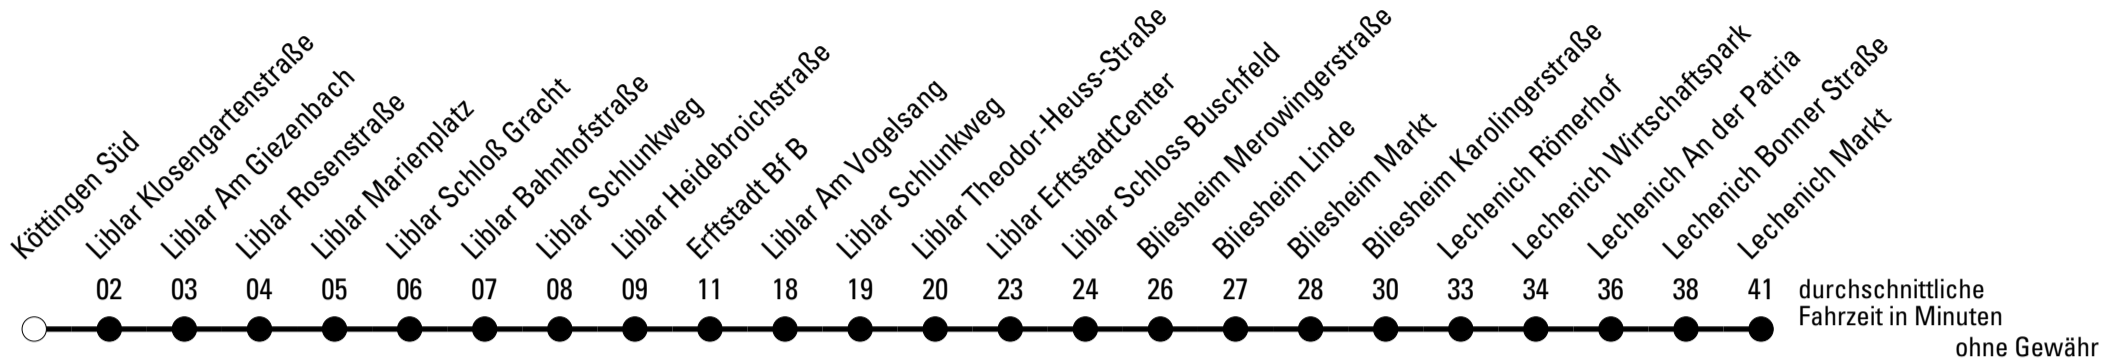 Köttingen Süd
Liblar Klosengartenstraße
Liblar Am Giezenbach
Liblar Rosenstraße
Liblar Marienplatz
Liblar Schloß Gracht
Liblar Bahnhofstraße
Liblar Schlunkweg
Liblar Heidebroichstraße
Erftstadt Bf B
Liblar Am Vogelsang
Liblar Schlunkweg
Liblar Theodor-Heuss-Straße
Liblar ErftstadtCenter
Liblar Schloss Buschfeld
Bliesheim Merowingerstraße
Bliesheim Linde
Bliesheim Markt
Bliesheim Karolingerstraße
Lechenich Römerhof
Lechenich Wirtschaftspark
Lechenich An der Patria
Lechenich Bonner Straße
Lechenich Markt
02 03 04 05 06 07 08 09 11 18 19 20 23 24 26 27 28 30 33 34 36 38 41 durchschnittliche
Fahrzeit in Minuten
ohne Gewähr